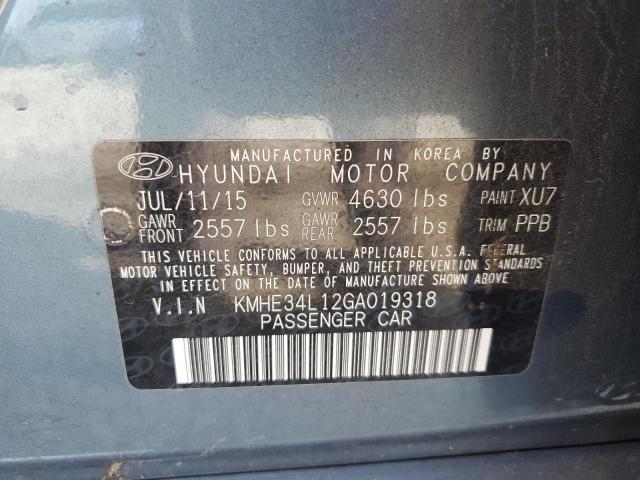 MANUFACTURED IN KOREA BY
HYUNDAI MOTOR COMPANY
JUL/11/15 GVWR 4630 lbs PAINT XU7
GAWR FRONT 2557 lbs GAWR REAR 2557 lbs TRIM PPB
THIS VEHICLE CONFORMS TO ALL APPLICABLE U.S.A. FEDERAL
MOTOR VEHICLE SAFETY, BUMPER, AND THEFT PREVENTION STANDARDS
IN EFFECT ON THE DATE OF MANUFACTURE SHOWN ABOVE
V.I.N KMHE34L12GA019318
PASSENGER CAR